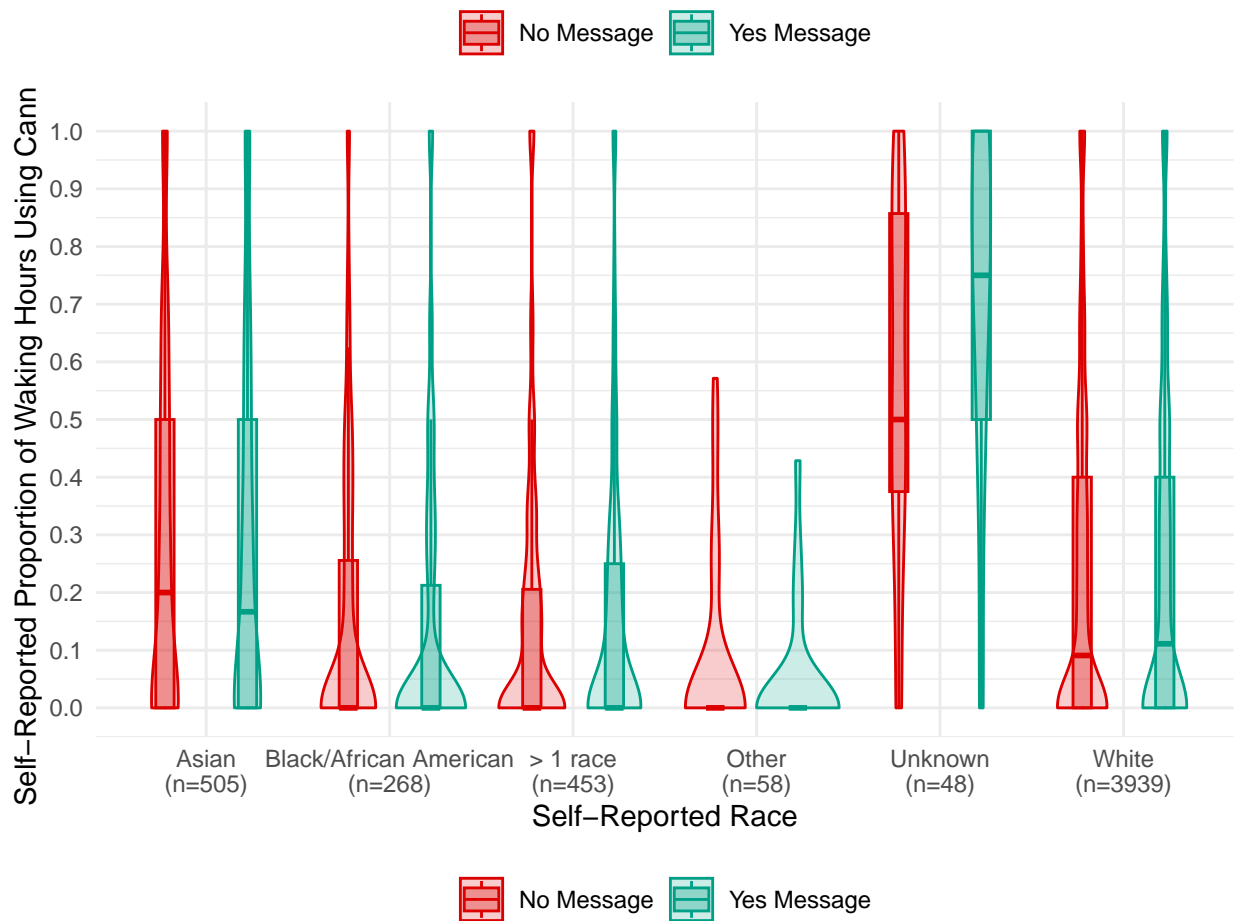 No Message Yes Message
Self−Reported Proportion of Waking Hours Using Cann
1.0
0.9
0.8
0.7
0.6
0.5
0.4
0.3
0.2
0.1
0.0
Asian Black/African American > 1 race Other Unknown White
(n=505) (n=268) (n=453) (n=58) (n=48) (n=3939)
Self−Reported Race
No Message Yes Message